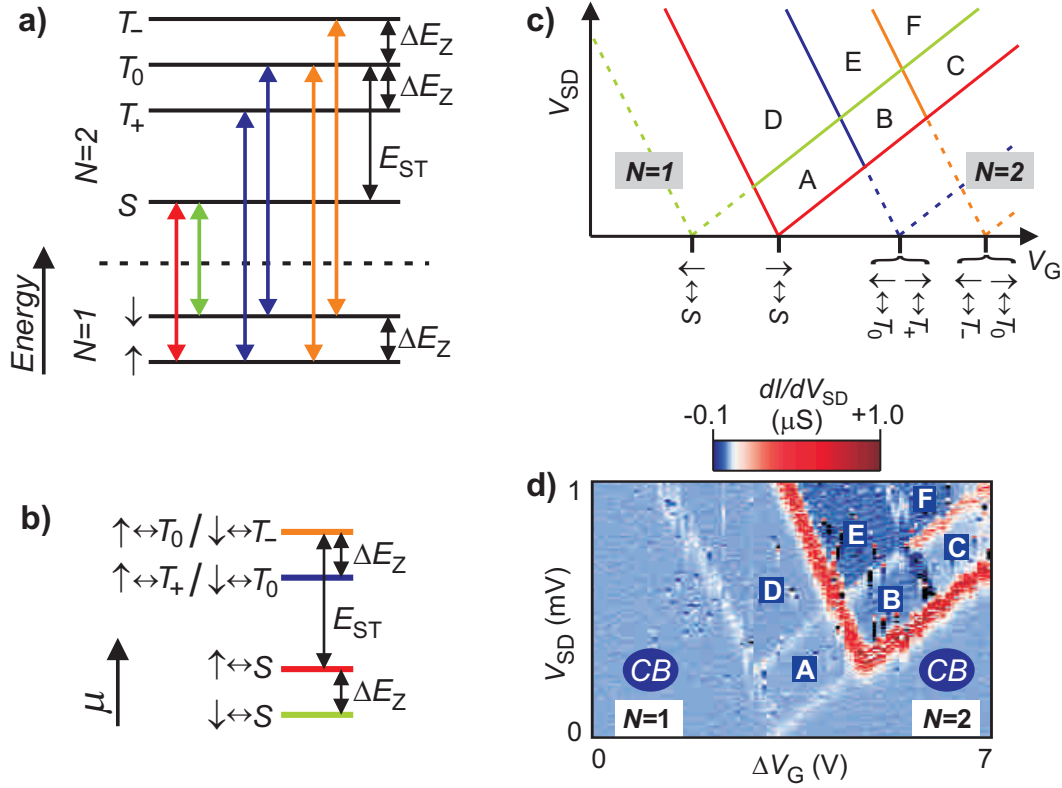 a)
T₋
ΔE_Z
T₀
ΔE_Z
T₊
N=2
E_ST
S
Energy
N=1
↓
ΔE_Z
↑
b)
↑↔T₀/↓↔T₋
ΔE_Z
↑↔T₊/↓↔T₀
E_ST
↑↔S
ΔE_Z
↓↔S
μ
c)
V_SD
F
E
C
D
B
A
N=1
N=2
V_G
↓↔S
↑↔S
↓↔T₀
↑↔T₊
↓↔T₋
↑↔T₀
dI/dV_SD
-0.1 (μS) +1.0
d)
1
V_SD (mV)
0
F
E
C
D
B
A
CB
CB
N=1
N=2
0
ΔV_G (V)
7